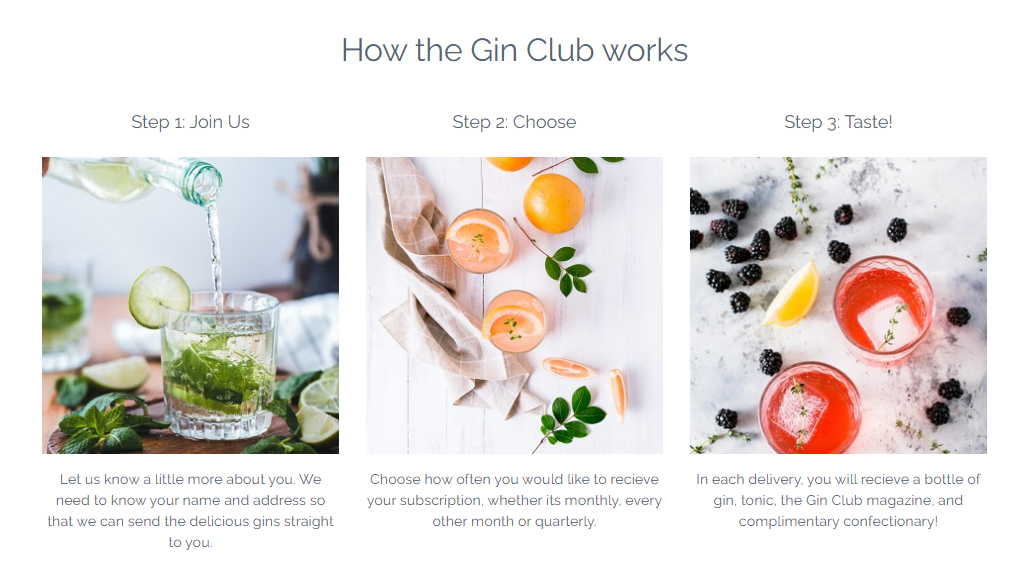 How the Gin Club works
Step 1: Join Us
Step 2: Choose
Step 3: Taste!
Let us know a little more about you. We
need to know your name and address so
that we can send the delicious gins straight
to you.
Choose how often you would like to recieve
your subscription, whether its monthly, every
other month or quarterly.
In each delivery, you will recieve a bottle of
gin, tonic, the Gin Club magazine, and
complimentary confectionary!